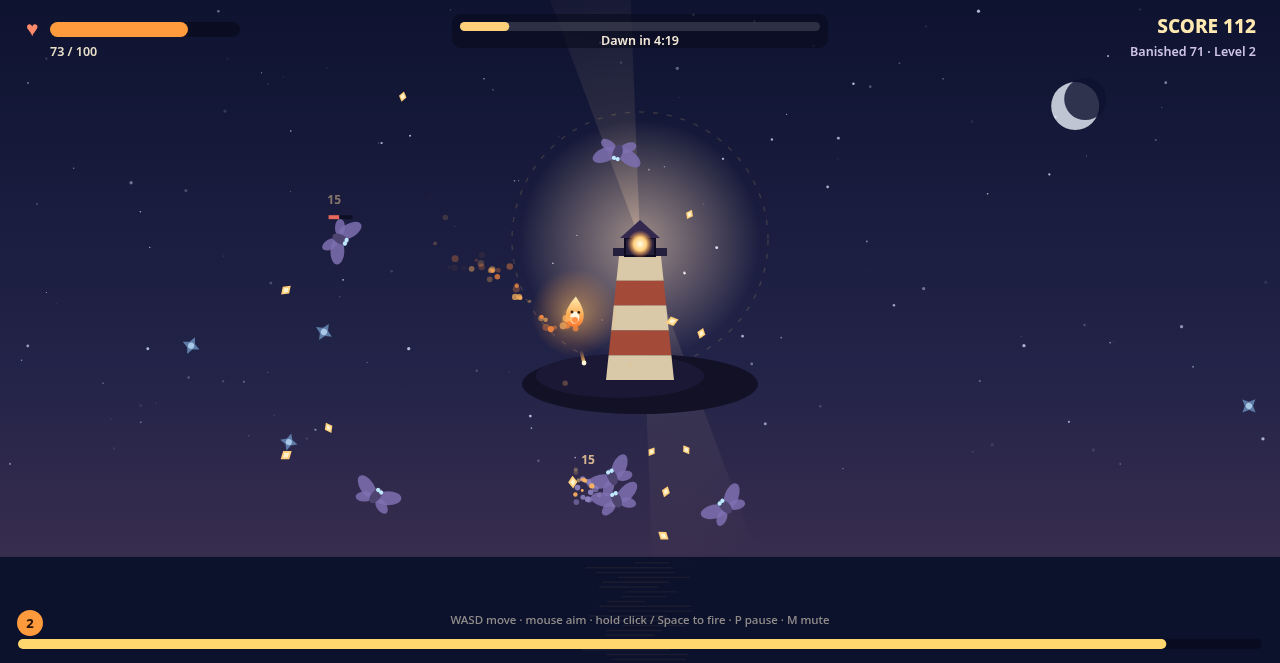 73 / 100
Dawn in 4:19
SCORE 112
Banished 71 · Level 2
15
15
2
WASD move · mouse aim · hold click / Space to fire · P pause · M mute